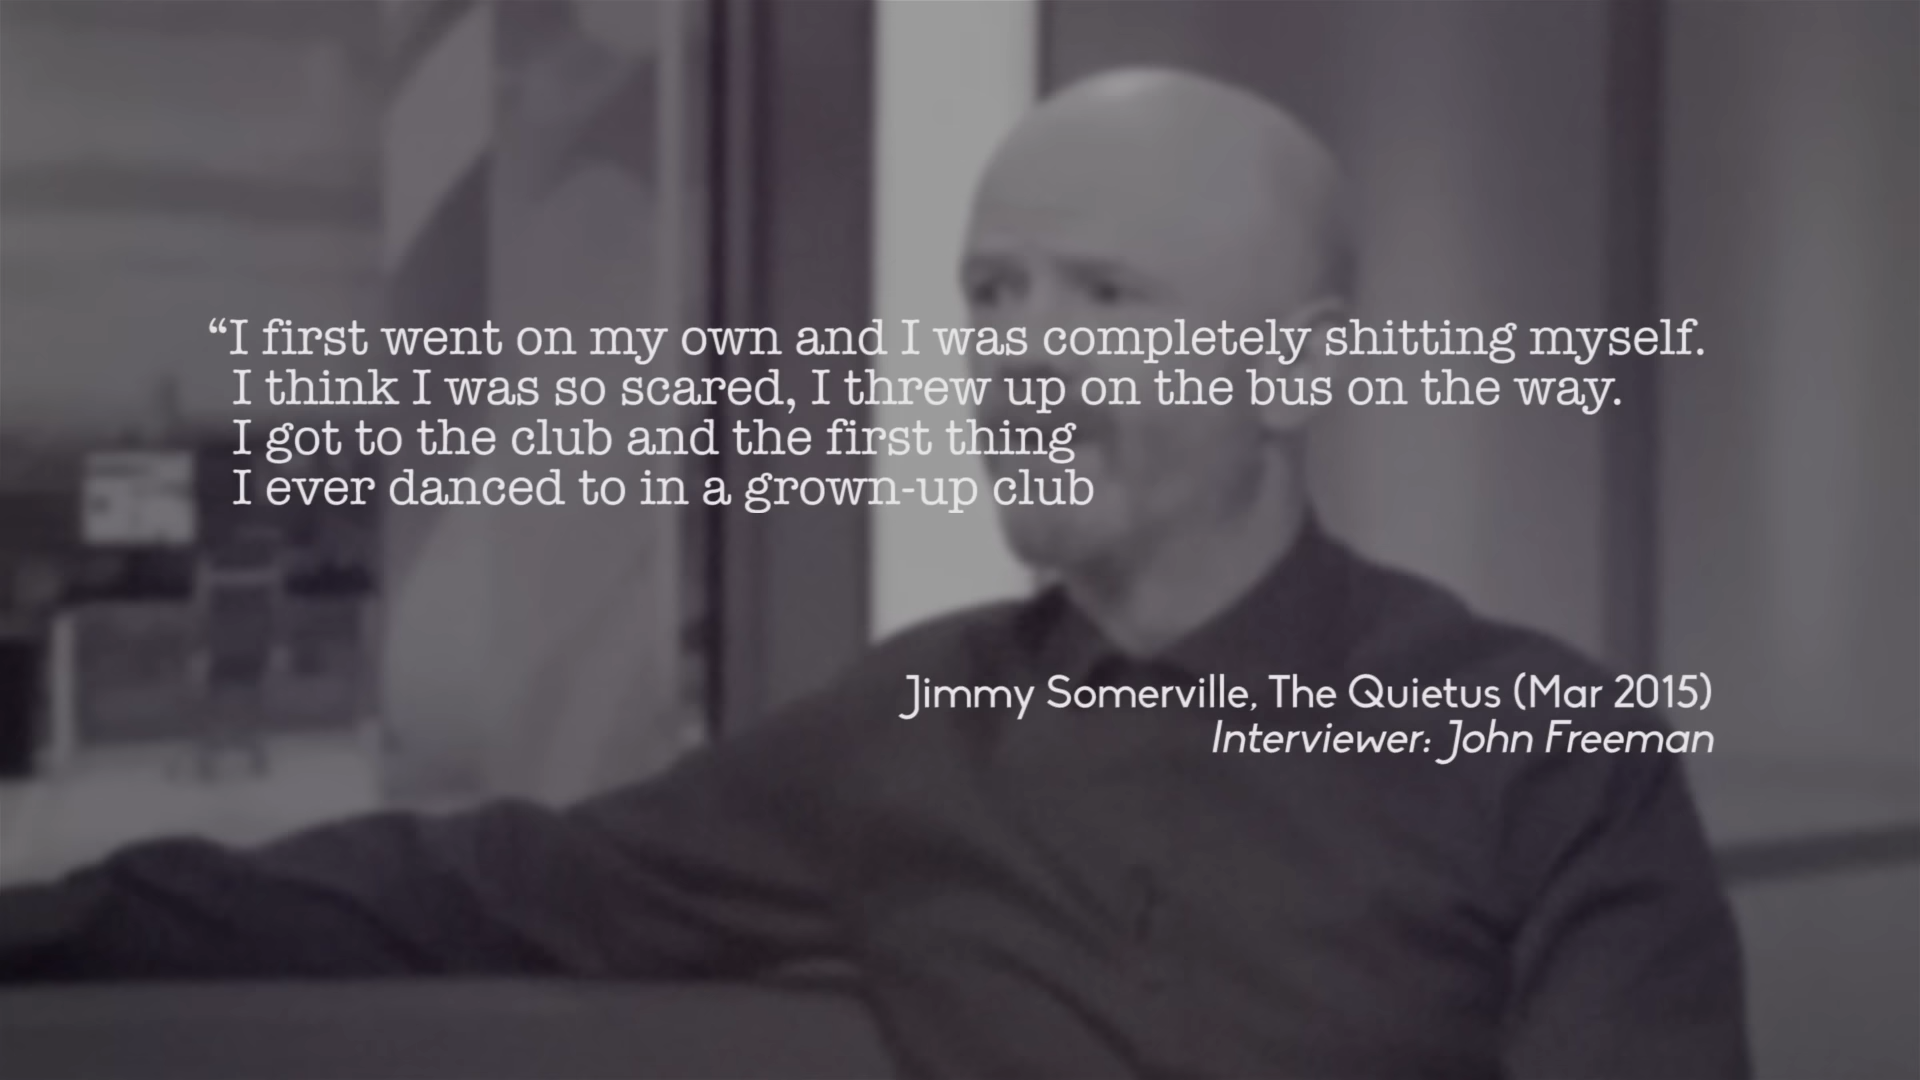 “I first went on my own and I was completely shitting myself.
I think I was so scared, I threw up on the bus on the way.
I got to the club and the first thing
I ever danced to in a grown-up club
Jimmy Somerville, The Quietus (Mar 2015)
Interviewer: John Freeman